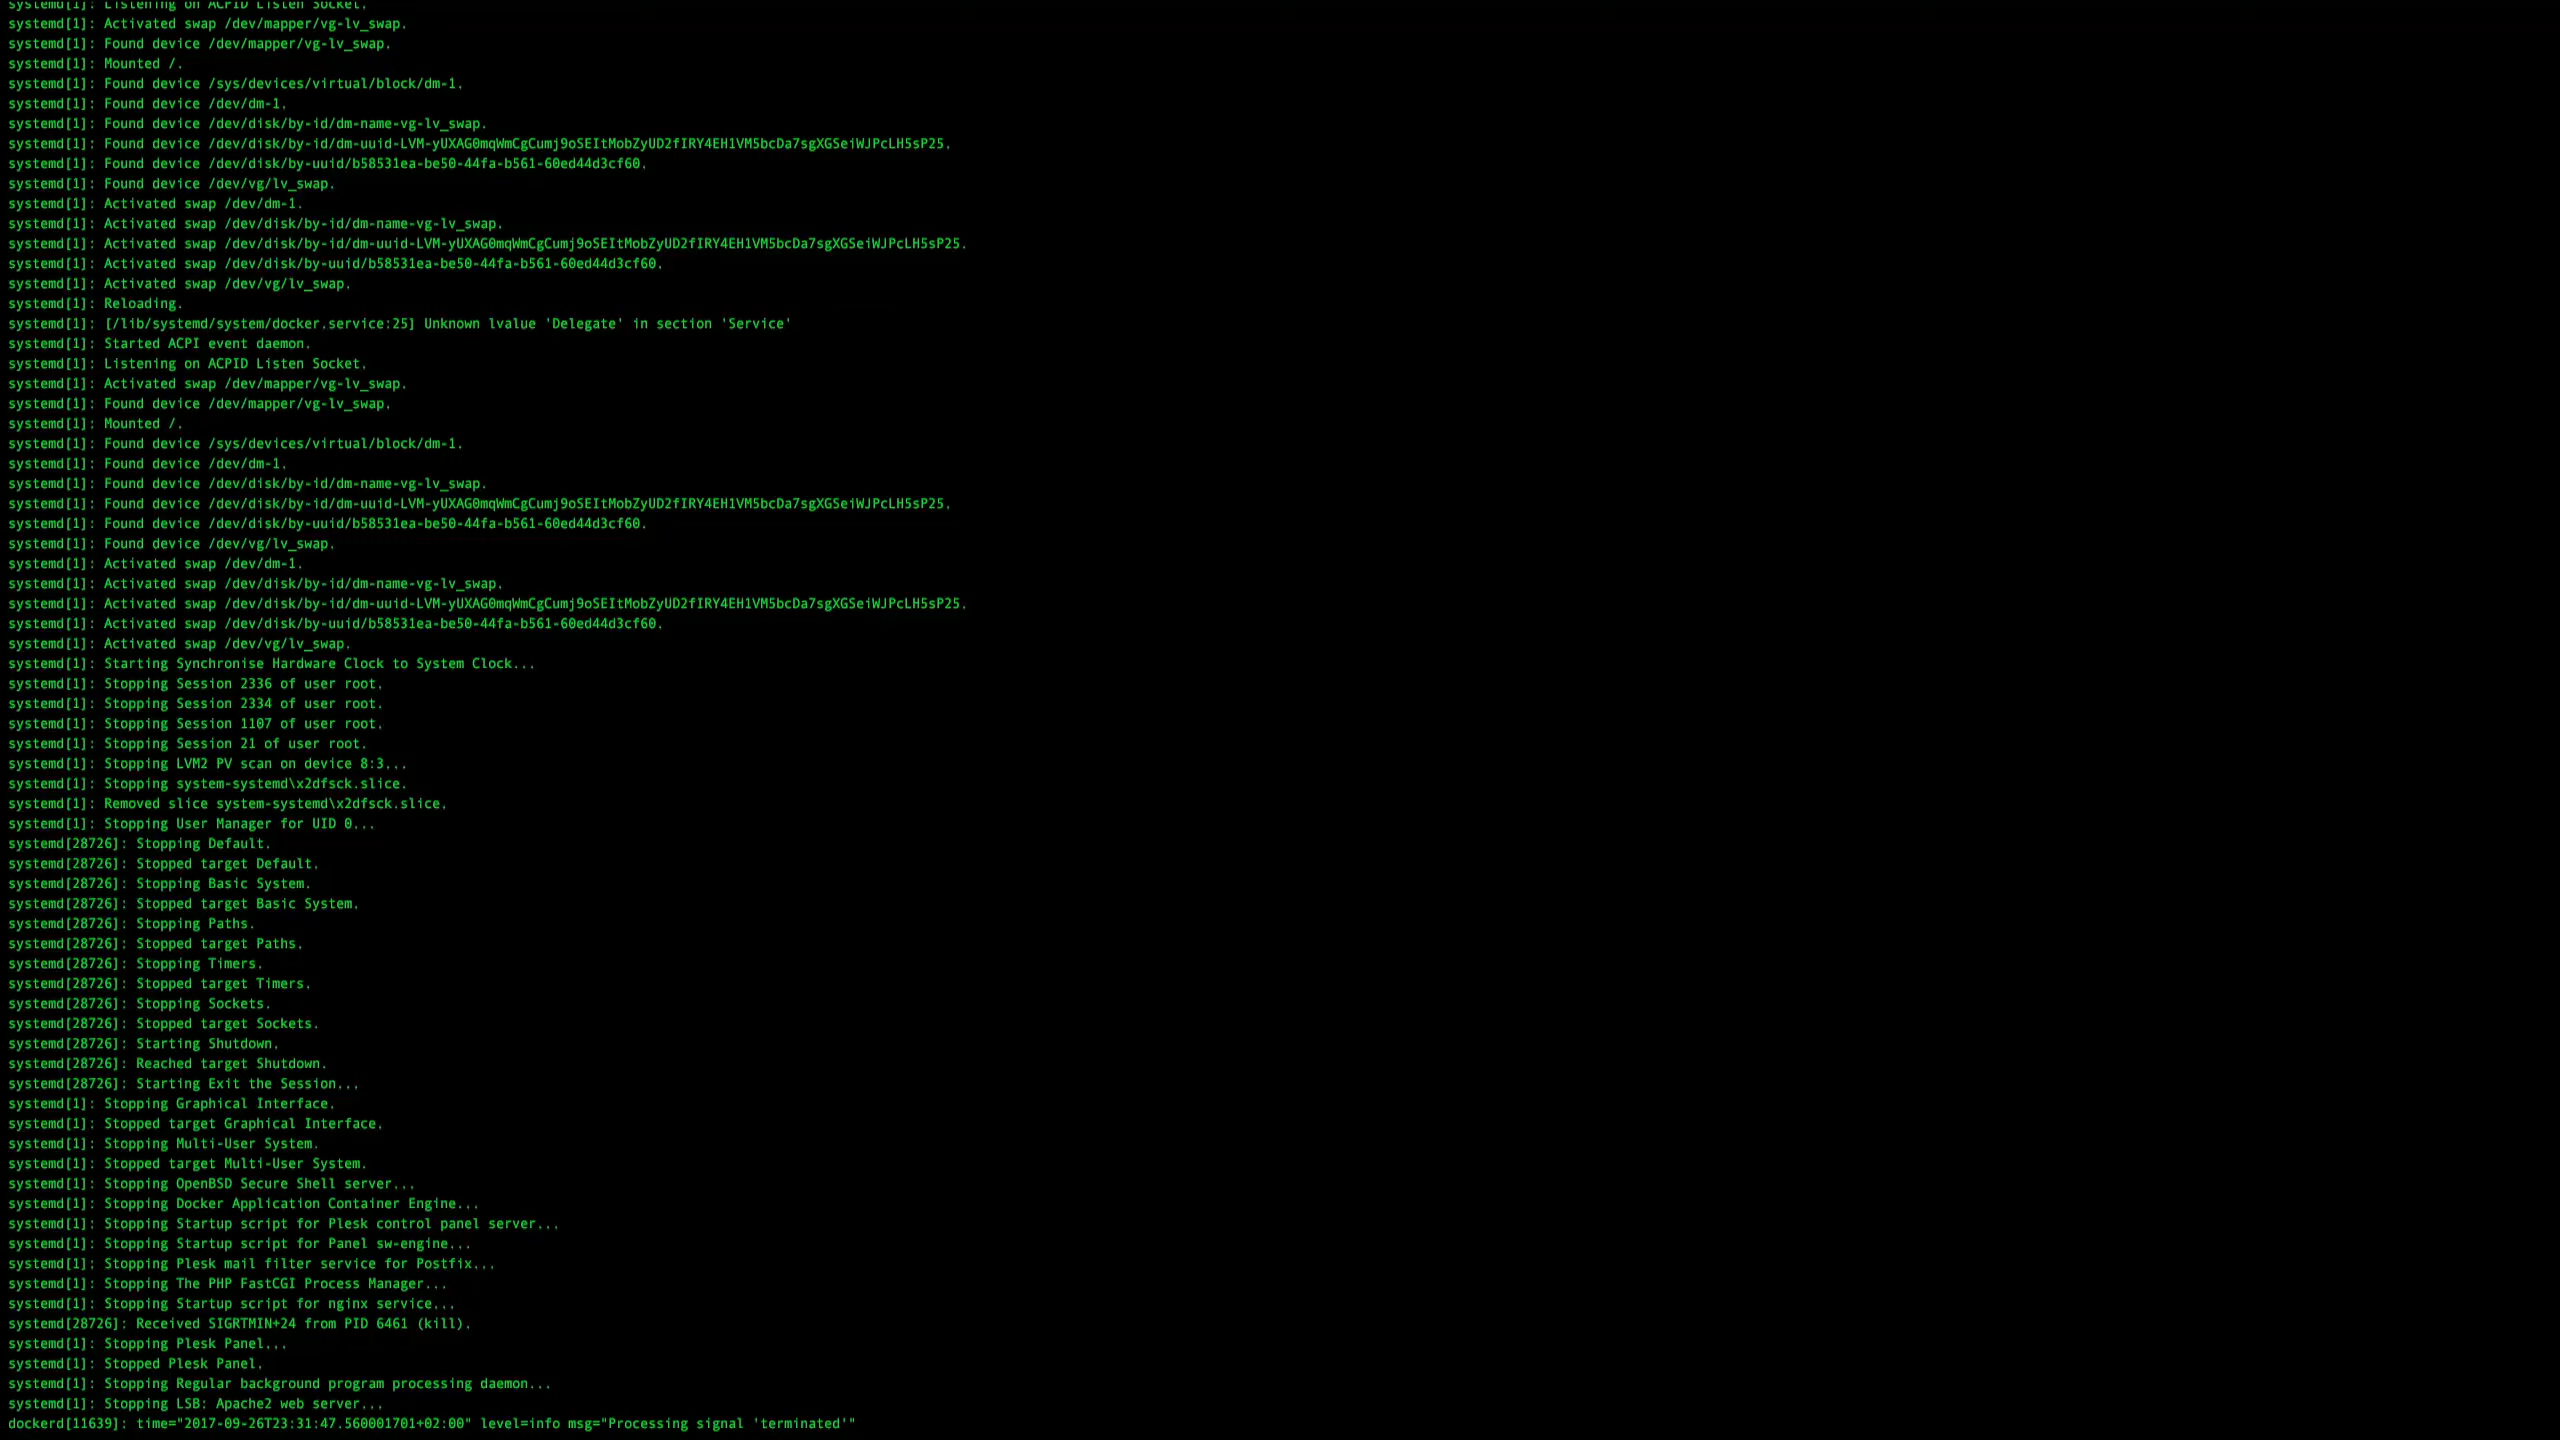 systemd[1]: Listening on ACPID Listen Socket.
systemd[1]: Activated swap /dev/mapper/vg-lv_swap.
systemd[1]: Found device /dev/mapper/vg-lv_swap.
systemd[1]: Mounted /.
systemd[1]: Found device /sys/devices/virtual/block/dm-1.
systemd[1]: Found device /dev/dm-1.
systemd[1]: Found device /dev/disk/by-id/dm-name-vg-lv_swap.
systemd[1]: Found device /dev/disk/by-id/dm-uuid-LVM-yUXAG0mqWmCgCumj9oSEItMobZyUD2fIRY4EH1VM5bcDa7sgXGSeiWJPcLH5sP25.
systemd[1]: Found device /dev/disk/by-uuid/b58531ea-be50-44fa-b561-60ed44d3cf60.
systemd[1]: Found device /dev/vg/lv_swap.
systemd[1]: Activated swap /dev/dm-1.
systemd[1]: Activated swap /dev/disk/by-id/dm-name-vg-lv_swap.
systemd[1]: Activated swap /dev/disk/by-id/dm-uuid-LVM-yUXAG0mqWmCgCumj9oSEItMobZyUD2fIRY4EH1VM5bcDa7sgXGSeiWJPcLH5sP25.
systemd[1]: Activated swap /dev/disk/by-uuid/b58531ea-be50-44fa-b561-60ed44d3cf60.
systemd[1]: Activated swap /dev/vg/lv_swap.
systemd[1]: Reloading.
systemd[1]: [/lib/systemd/system/docker.service:25] Unknown lvalue 'Delegate' in section 'Service'
systemd[1]: Started ACPI event daemon.
systemd[1]: Listening on ACPID Listen Socket.
systemd[1]: Activated swap /dev/mapper/vg-lv_swap.
systemd[1]: Found device /dev/mapper/vg-lv_swap.
systemd[1]: Mounted /.
systemd[1]: Found device /sys/devices/virtual/block/dm-1.
systemd[1]: Found device /dev/dm-1.
systemd[1]: Found device /dev/disk/by-id/dm-name-vg-lv_swap.
systemd[1]: Found device /dev/disk/by-id/dm-uuid-LVM-yUXAG0mqWmCgCumj9oSEItMobZyUD2fIRY4EH1VM5bcDa7sgXGSeiWJPcLH5sP25.
systemd[1]: Found device /dev/disk/by-uuid/b58531ea-be50-44fa-b561-60ed44d3cf60.
systemd[1]: Found device /dev/vg/lv_swap.
systemd[1]: Activated swap /dev/dm-1.
systemd[1]: Activated swap /dev/disk/by-id/dm-name-vg-lv_swap.
systemd[1]: Activated swap /dev/disk/by-id/dm-uuid-LVM-yUXAG0mqWmCgCumj9oSEItMobZyUD2fIRY4EH1VM5bcDa7sgXGSeiWJPcLH5sP25.
systemd[1]: Activated swap /dev/disk/by-uuid/b58531ea-be50-44fa-b561-60ed44d3cf60.
systemd[1]: Activated swap /dev/vg/lv_swap.
systemd[1]: Starting Synchronise Hardware Clock to System Clock...
systemd[1]: Stopping Session 2336 of user root.
systemd[1]: Stopping Session 2334 of user root.
systemd[1]: Stopping Session 1107 of user root.
systemd[1]: Stopping Session 21 of user root.
systemd[1]: Stopping LVM2 PV scan on device 8:3...
systemd[1]: Stopping system-systemd\x2dfsck.slice.
systemd[1]: Removed slice system-systemd\x2dfsck.slice.
systemd[1]: Stopping User Manager for UID 0...
systemd[28726]: Stopping Default.
systemd[28726]: Stopped target Default.
systemd[28726]: Stopping Basic System.
systemd[28726]: Stopped target Basic System.
systemd[28726]: Stopping Paths.
systemd[28726]: Stopped target Paths.
systemd[28726]: Stopping Timers.
systemd[28726]: Stopped target Timers.
systemd[28726]: Stopping Sockets.
systemd[28726]: Stopped target Sockets.
systemd[28726]: Starting Shutdown.
systemd[28726]: Reached target Shutdown.
systemd[28726]: Starting Exit the Session...
systemd[1]: Stopping Graphical Interface.
systemd[1]: Stopped target Graphical Interface.
systemd[1]: Stopping Multi-User System.
systemd[1]: Stopped target Multi-User System.
systemd[1]: Stopping OpenBSD Secure Shell server...
systemd[1]: Stopping Docker Application Container Engine...
systemd[1]: Stopping Startup script for Plesk control panel server...
systemd[1]: Stopping Startup script for Panel sw-engine...
systemd[1]: Stopping Plesk mail filter service for Postfix...
systemd[1]: Stopping The PHP FastCGI Process Manager...
systemd[1]: Stopping Startup script for nginx service...
systemd[28726]: Received SIGRTMIN+24 from PID 6461 (kill).
systemd[1]: Stopping Plesk Panel...
systemd[1]: Stopped Plesk Panel.
systemd[1]: Stopping Regular background program processing daemon...
systemd[1]: Stopping LSB: Apache2 web server...
dockerd[11639]: time="2017-09-26T23:31:47.560001701+02:00" level=info msg="Processing signal 'terminated'"